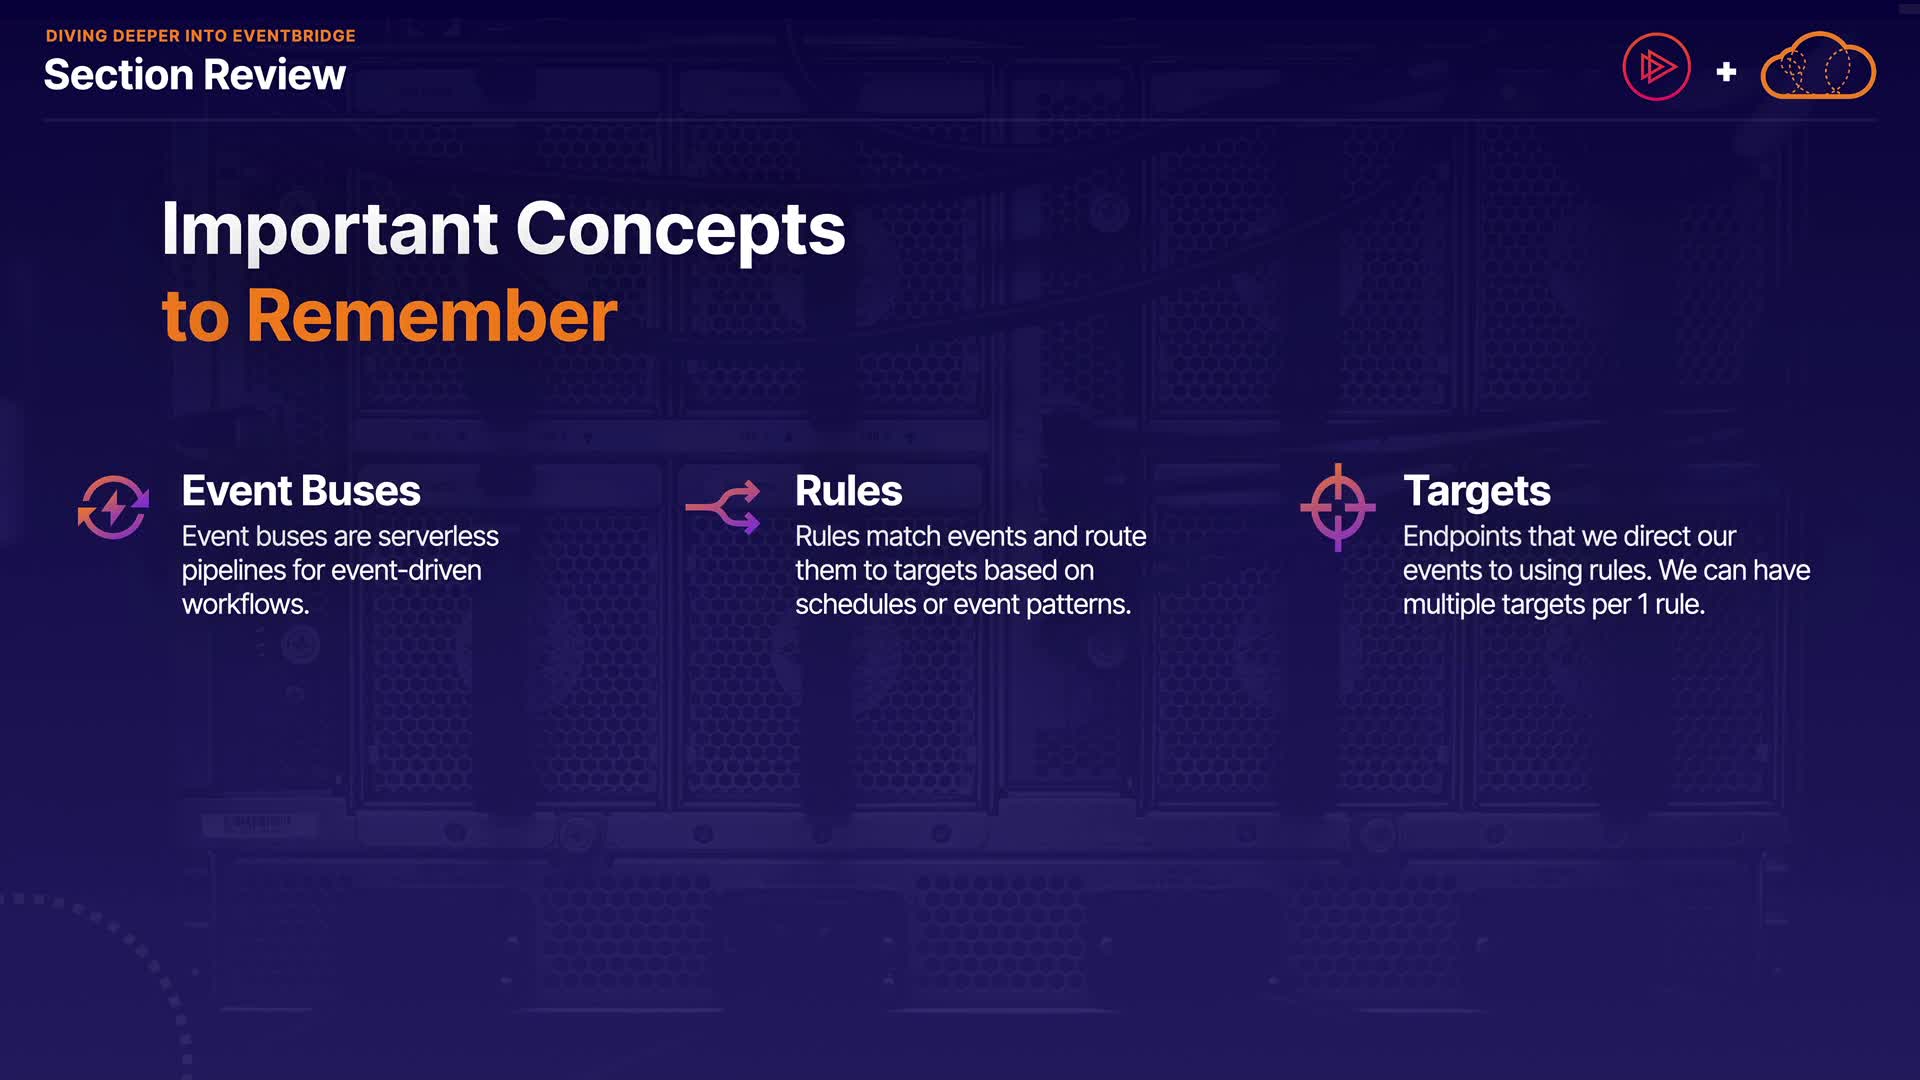 DIVING DEEPER INTO EVENTBRIDGE
Section Review
Important Concepts
to Remember
Event Buses
Event buses are serverless
pipelines for event-driven
workflows.
Rules
Rules match events and route
them to targets based on
schedules or event patterns.
Targets
Endpoints that we direct our
events to using rules. We can have
multiple targets per 1 rule.